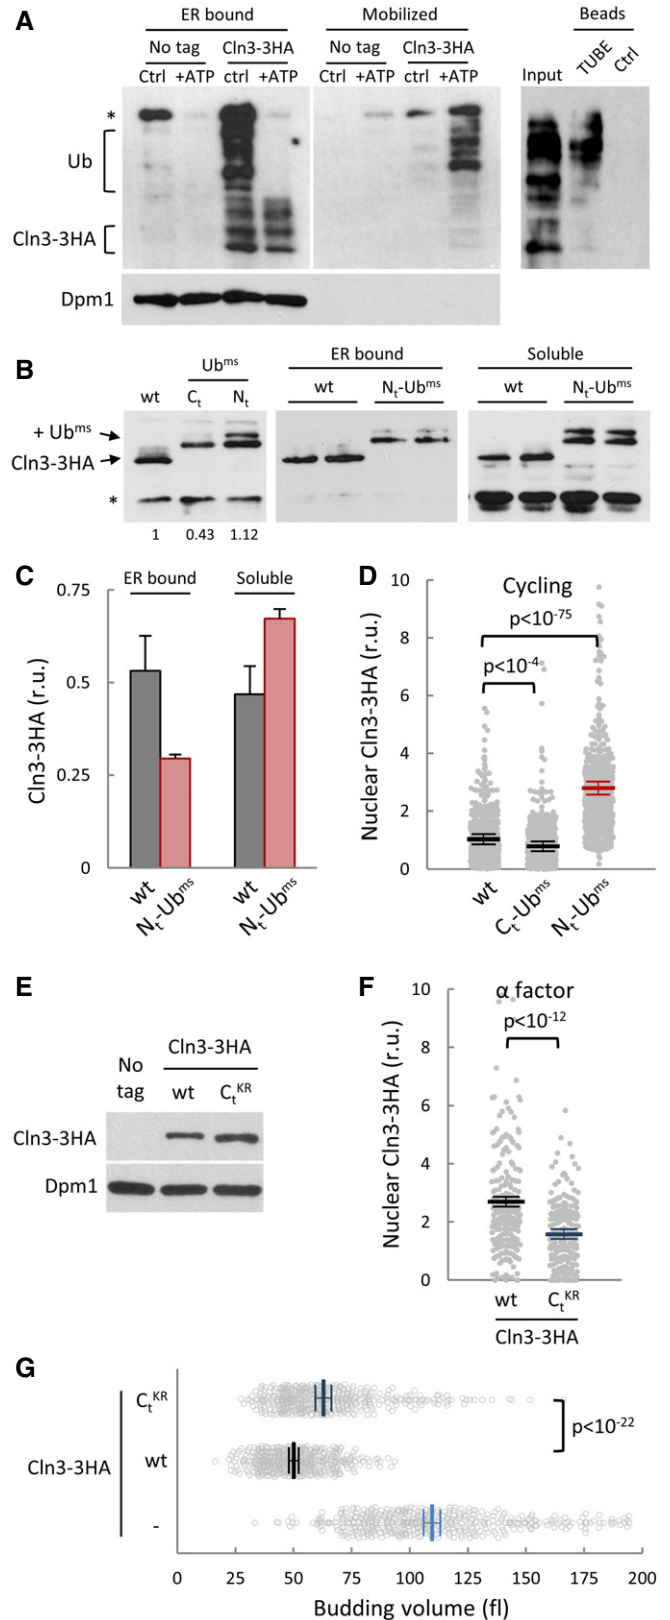 A
ER bound Mobilized Beads
No tag Cln3-3HA No tag Cln3-3HA
Ctrl +ATP ctrl +ATP Ctrl +ATP ctrl +ATP Input TUBE Ctrl
*
Ub
Cln3-3HA
Dpm1
B
Ubᵐˢ ER bound Soluble
wt Cₜ Nₜ wt Nₜ-Ubᵐˢ wt Nₜ-Ubᵐˢ
+ Ubᵐˢ
Cln3-3HA
*
1 0.43 1.12
C
ER bound Soluble
Cln3-3HA (r.u.)
0.75
0.5
0.25
0
wt Nₜ-Ubᵐˢ wt Nₜ-Ubᵐˢ
D
Cycling
p<10⁻⁷⁵
p<10⁻⁴
Nuclear Cln3-3HA (r.u.)
10
8
6
4
2
0
wt Cₜ-Ubᵐˢ Nₜ-Ubᵐˢ
E
Cln3-3HA
No tag wt Cₜᴷᴿ
Cln3-3HA
Dpm1
F
α factor
p<10⁻¹²
Nuclear Cln3-3HA (r.u.)
10
8
6
4
2
0
wt Cₜᴷᴿ
Cln3-3HA
G
Cln3-3HA
Cₜᴷᴿ
wt
-
p<10⁻²²
0 25 50 75 100 125 150 175 200
Budding volume (fl)